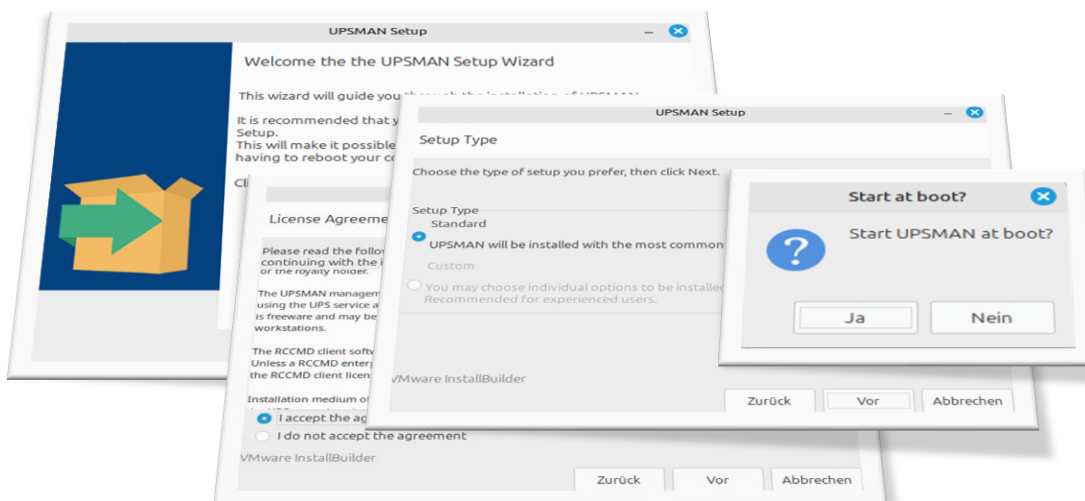 UPSMAN Setup
Welcome the the UPSMAN Setup Wizard
This wizard will guide you through the installation of UPSMAN
It is recommended that y
Setup.
This will make it possible
having to reboot your co
Cl
License Agreeme
Please read the follo
continuing with the i
or the royalty holder.
The UPSMAN managem
using the UPS service a
is freeware and may be
workstations.
The RCCMD client softw
Unless a RCCMD enterp
the RCCMD client licen
Installation medium of
I accept the ag
I do not accept the agreement
VMware InstallBuilder
Zurück
Vor
Abbrechen
UPSMAN Setup
Setup Type
Choose the type of setup you prefer, then click Next.
Setup Type
Standard
UPSMAN will be installed with the most common
Custom
You may choose individual options to be installed
Recommended for experienced users.
VMware InstallBuilder
Zurück
Vor
Abbrechen
Start at boot?
Start UPSMAN at boot?
Ja
Nein